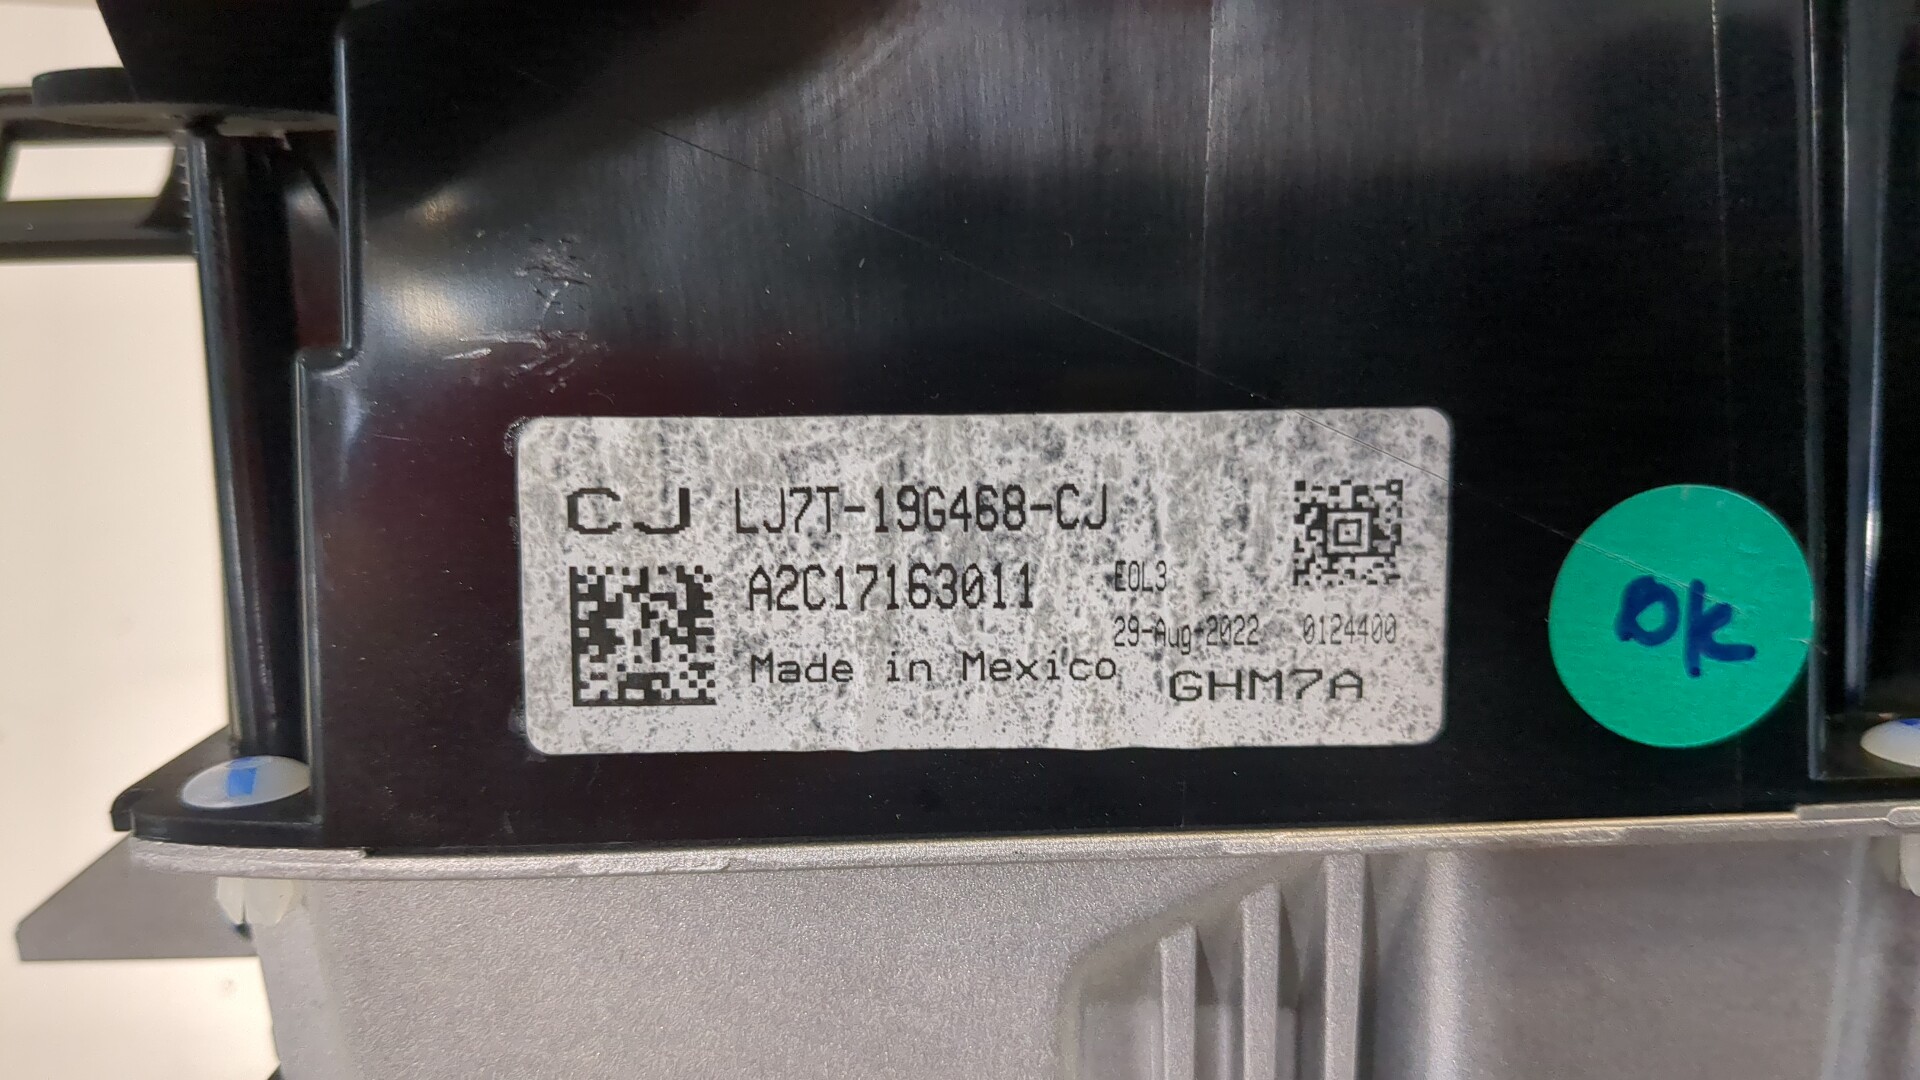 CJ LJ7T-19G468-CJ
A2C17163011
EOL3
29-Aug-2022 0124400
Made in Mexico
GHM7A
OK